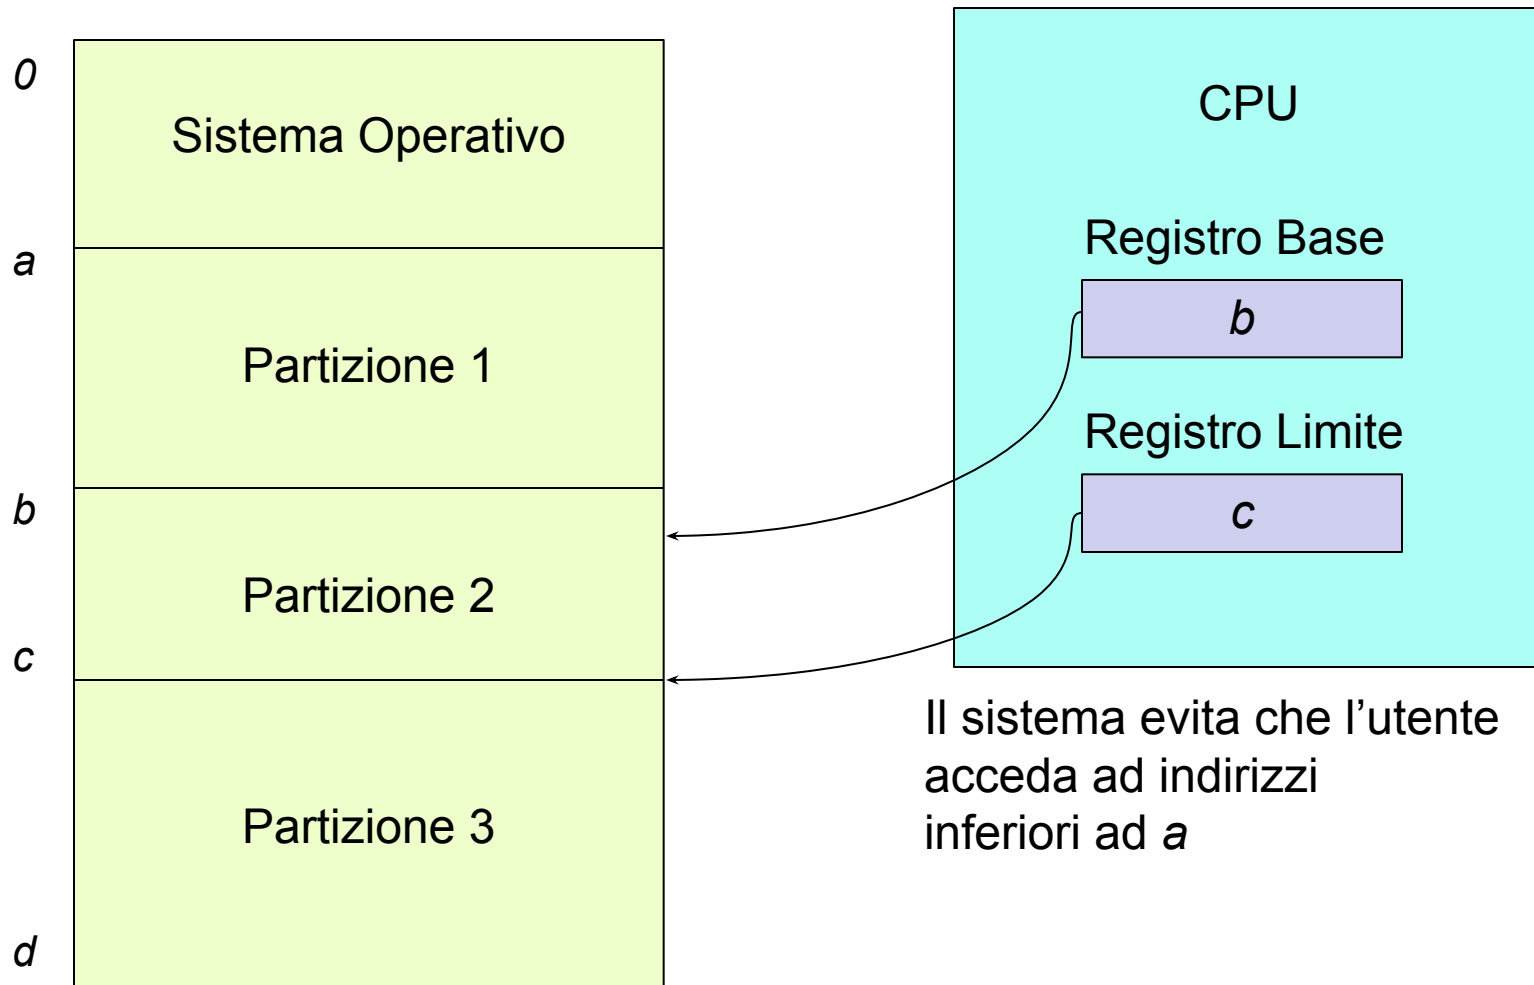 0
Sistema Operativo
a
Partizione 1
b
Partizione 2
c
Partizione 3
d
CPU
Registro Base
b
Registro Limite
c
Il sistema evita che l’utente
acceda ad indirizzi
inferiori ad a